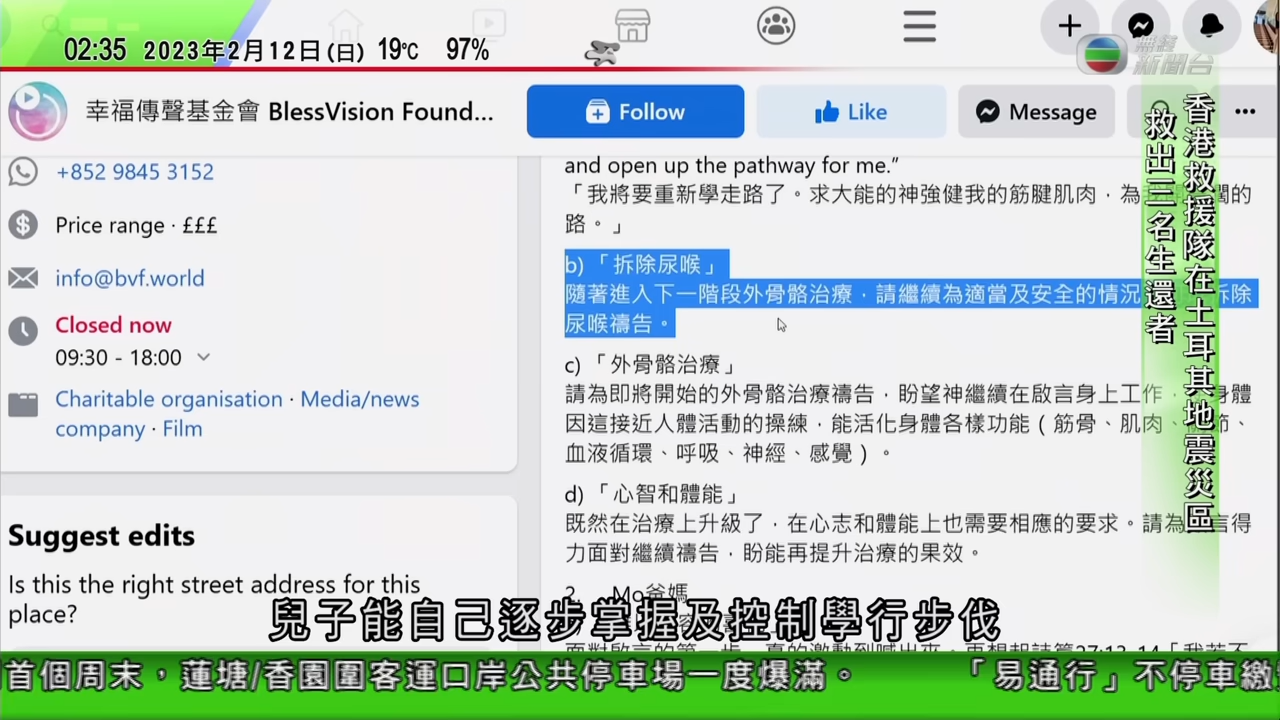 02:35 2023年2月12日(日) 19℃ 97%
無綫新聞台
幸福傳聲基金會 BlessVision Found...
Follow
Like
Message
香港救援隊在土耳其地震災區
救出三名生還者
+852 9845 3152
Price range · £££
info@bvf.world
Closed now
09:30 - 18:00
Charitable organisation · Media/news
company · Film
Suggest edits
Is this the right street address for this
place?
and open up the pathway for me.”
「我將要重新學走路了。求大能的神強健我的筋腱肌肉，為我 的
路。」
b) 「拆除尿喉」
隨著進入下一階段外骨骼治療，請繼續為適當及安全的情況 拆除
尿喉禱告。
c) 「外骨骼治療」
請為即將開始的外骨骼治療禱告，盼望神繼續在啟言身上工作， 身體
因這接近人體活動的操練，能活化身體各樣功能（筋骨、肌肉、 節、
血液循環、呼吸、神經、感覺）。
d) 「心智和體能」
既然在治療上升級了，在心志和體能上也需要相應的要求。請為 言得
力面對繼續禱告，盼能再提升治療的果效。
2. Mo爸媽
兒子能自己逐步掌握及控制學行步伐
首個周末，蓮塘/香園圍客運口岸公共停車場一度爆滿。 「易通行」不停車繳